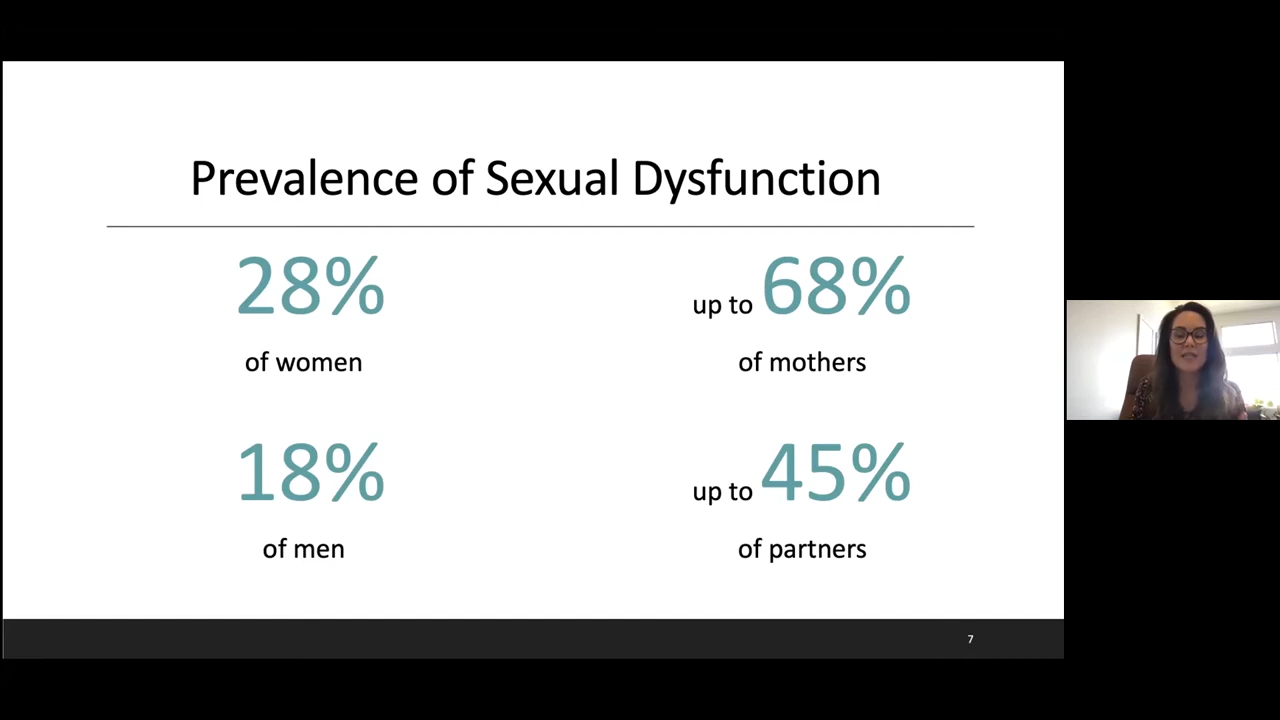 Prevalence of Sexual Dysfunction
28%
of women
up to 68%
of mothers
18%
of men
up to 45%
of partners
7